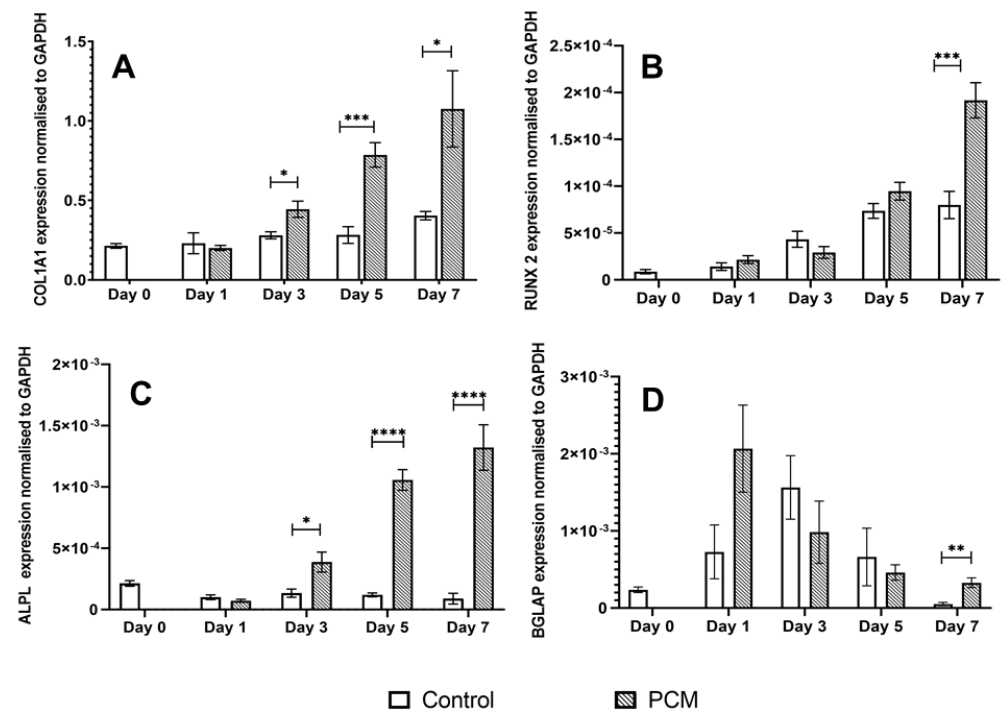 A
COL1A1 expression normalised to GAPDH
1.5
1.0
0.5
0.0
*
***
*
Day 0 Day 1 Day 3 Day 5 Day 7
B
RUNX 2 expression normalised to GAPDH
2.5×10⁻⁴
2×10⁻⁴
1.5×10⁻⁴
1×10⁻⁴
5×10⁻⁵
0
***
Day 0 Day 1 Day 3 Day 5 Day 7
C
ALPL expression normalised to GAPDH
2×10⁻³
1.5×10⁻³
1×10⁻³
5×10⁻⁴
0
*
****
****
Day 0 Day 1 Day 3 Day 5 Day 7
D
BGLAP expression normalised to GAPDH
3×10⁻³
2×10⁻³
1×10⁻³
0
**
Day 0 Day 1 Day 3 Day 5 Day 7
Control PCM